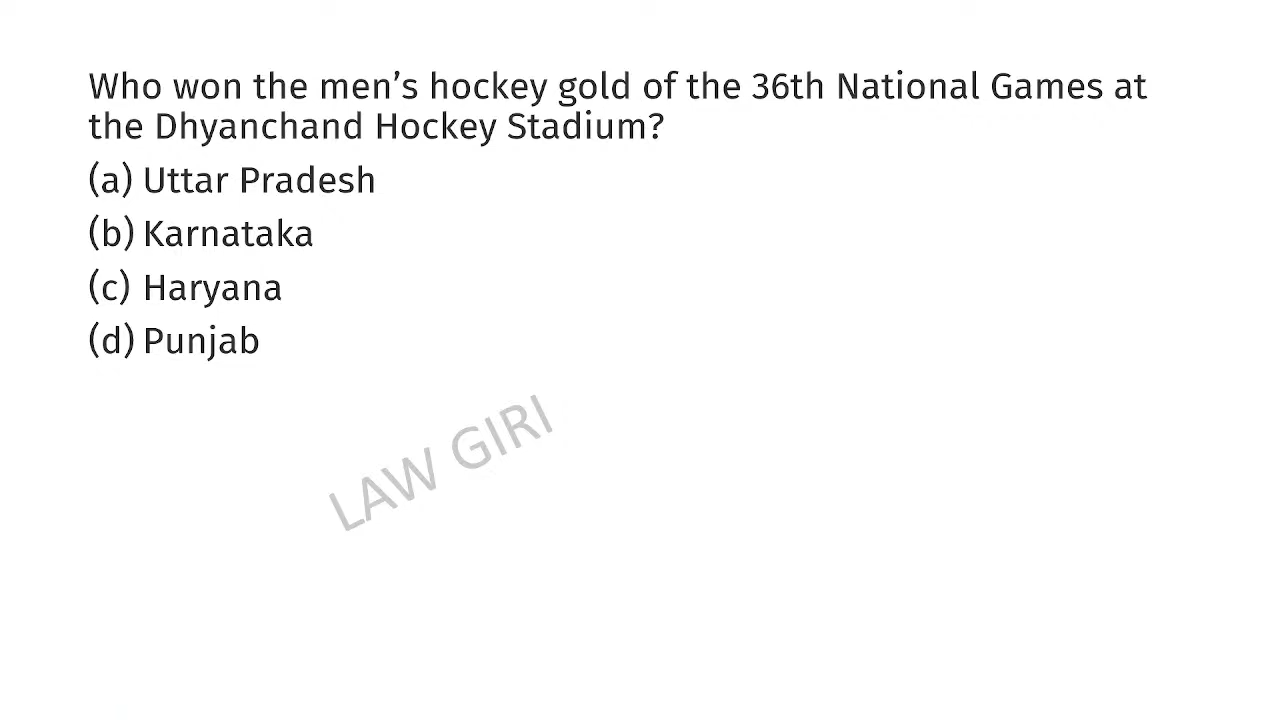 Who won the men’s hockey gold of the 36th National Games at
the Dhyanchand Hockey Stadium?
(a) Uttar Pradesh
(b) Karnataka
(c) Haryana
(d) Punjab
LAW GIRI